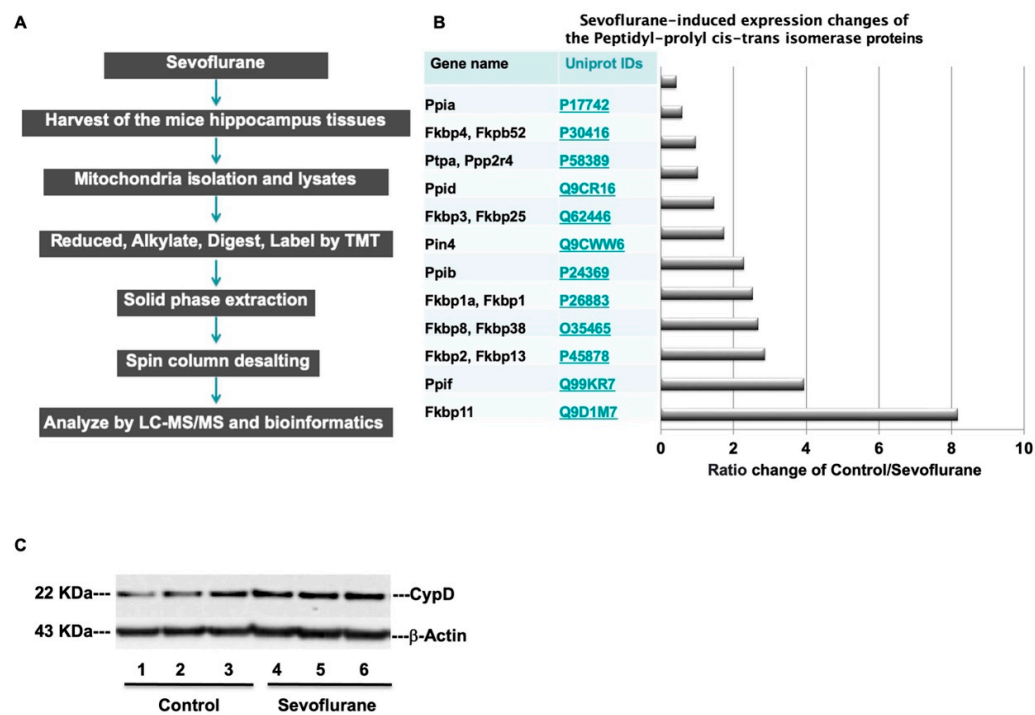 A
Sevoflurane
Harvest of the mice hippocampus tissues
Mitochondria isolation and lysates
Reduced, Alkylate, Digest, Label by TMT
Solid phase extraction
Spin column desalting
Analyze by LC-MS/MS and bioinformatics
B
Sevoflurane-induced expression changes of
the Peptidyl-prolyl cis-trans isomerase proteins
Gene name Uniprot IDs
Ppia P17742
Fkbp4, Fkpb52 P30416
Ptpa, Ppp2r4 P58389
Ppid Q9CR16
Fkbp3, Fkbp25 Q62446
Pin4 Q9CWW6
Ppib P24369
Fkbp1a, Fkbp1 P26883
Fkbp8, Fkbp38 O35465
Fkbp2, Fkbp13 P45878
Ppif Q99KR7
Fkbp11 Q9D1M7
0 2 4 6 8 10
Ratio change of Control/Sevoflurane
C
22 KDa--- ---CypD
43 KDa--- ---β-Actin
1 2 3 4 5 6
Control Sevoflurane